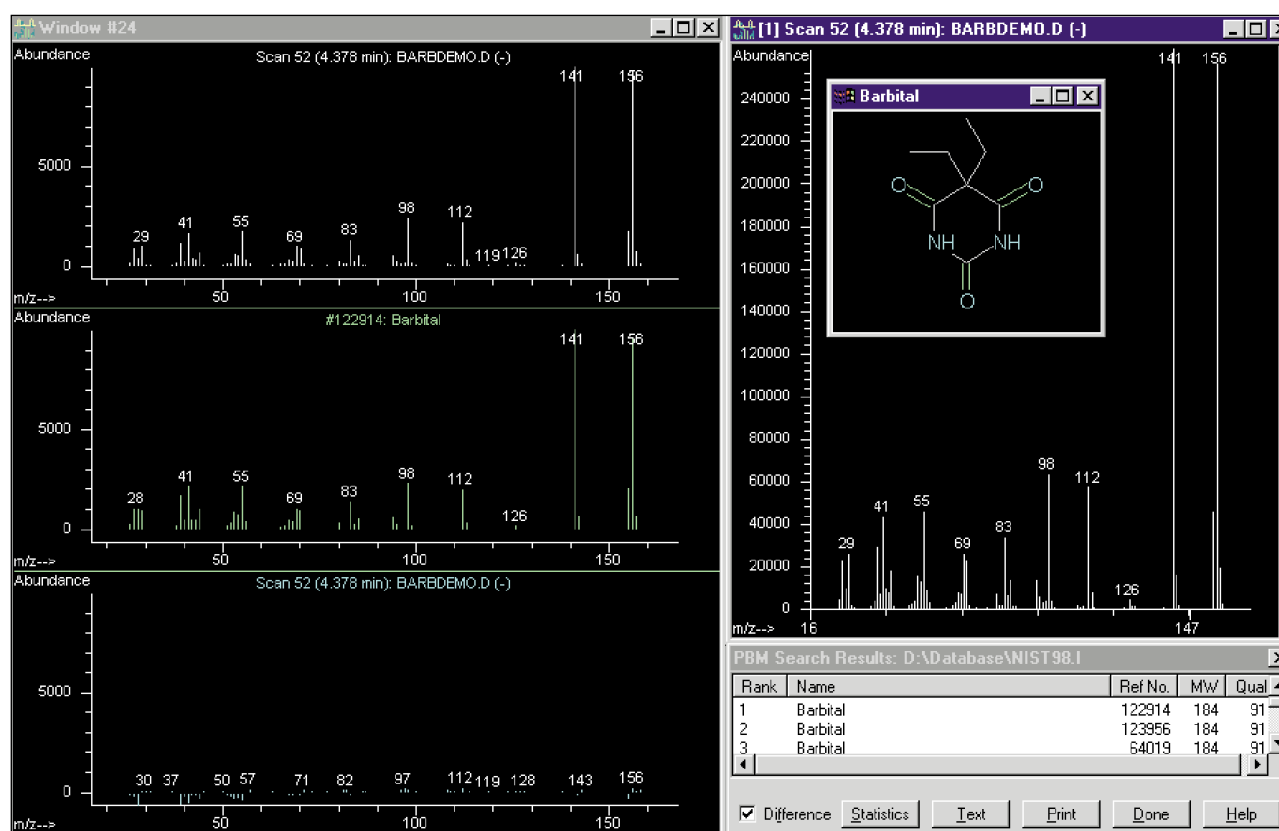 Window #24
Abundance
Scan 52 (4.378 min): BARBDEMO.D (-)
141 156
5000
29 41 55 69 83 98 112 119 126
0
m/z--> 50 100 150
Abundance
#122914: Barbital
141 156
5000
28 41 55 69 83 98 112 126
0
m/z--> 50 100 150
Abundance
Scan 52 (4.378 min): BARBDEMO.D (-)
5000
30 37 50 57 71 82 97 112 119 128 143 156
0
m/z--> 50 100 150
[1] Scan 52 (4.378 min): BARBDEMO.D (-)
Abundance
141 156
240000
220000
200000
180000
160000
140000
120000
100000
80000
60000
40000
20000
0
29 41 55 69 83 98 112 126
m/z--> 16 147
Barbital
O O
NH NH
O
PBM Search Results: D:\Database\NIST98.l
Rank Name Ref No. MW Qual
1 Barbital 122914 184 91
2 Barbital 123956 184 91
3 Barbital 64019 184 91
Difference Statistics Text Print Done Help